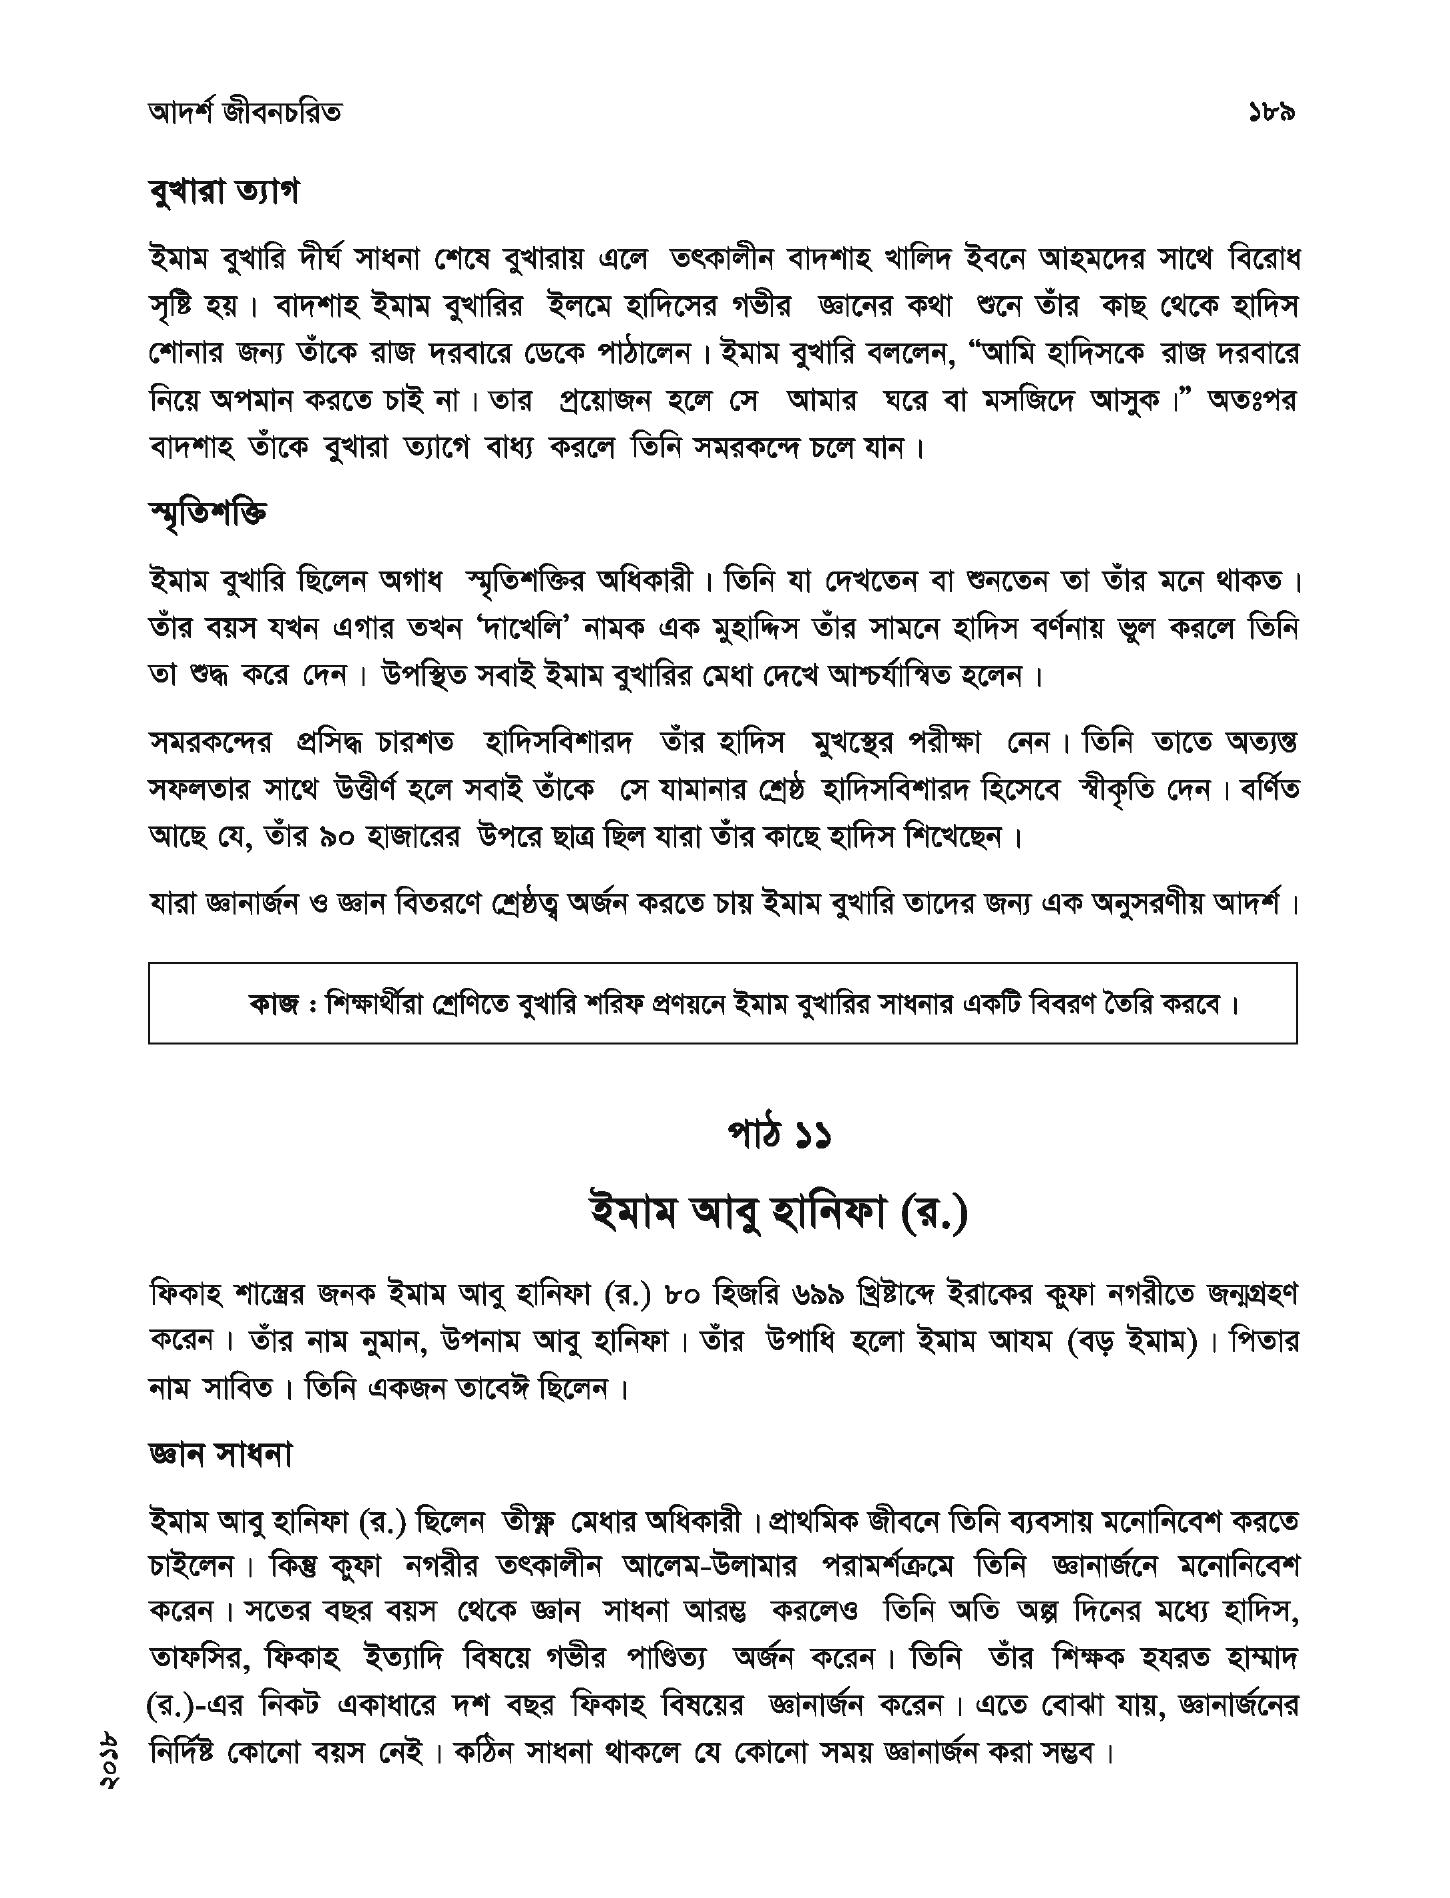 আদর্শ জীবনচরিত ১৮৯
বুখারা ত্যাগ
ইমাম বুখারি দীর্ঘ সাধনা শেষে বুখারায় এলে তৎকালীন বাদশাহ খালিদ ইবনে আহমদের সাথে বিরোধ
সৃষ্টি হয়। বাদশাহ ইমাম বুখারির ইলমে হাদিসের গভীর জ্ঞানের কথা শুনে তাঁর কাছ থেকে হাদিস
শোনার জন্য তাঁকে রাজ দরবারে ডেকে পাঠালেন। ইমাম বুখারি বললেন, “আমি হাদিসকে রাজ দরবারে
নিয়ে অপমান করতে চাই না। তার প্রয়োজন হলে সে আমার ঘরে বা মসজিদে আসুক।” অতঃপর
বাদশাহ তাঁকে বুখারা ত্যাগে বাধ্য করলে তিনি সমরকন্দে চলে যান।
স্মৃতিশক্তি
ইমাম বুখারি ছিলেন অগাধ স্মৃতিশক্তির অধিকারী। তিনি যা দেখতেন বা শুনতেন তা তাঁর মনে থাকত।
তাঁর বয়স যখন এগার তখন ‘দাখেলি’ নামক এক মুহাদ্দিস তাঁর সামনে হাদিস বর্ণনায় ভুল করলে তিনি
তা শুদ্ধ করে দেন। উপস্থিত সবাই ইমাম বুখারির মেধা দেখে আশ্চর্যান্বিত হলেন।
সমরকন্দের প্রসিদ্ধ চারশত হাদিসবিশারদ তাঁর হাদিস মুখস্থের পরীক্ষা নেন। তিনি তাতে অত্যন্ত
সফলতার সাথে উত্তীর্ণ হলে সবাই তাঁকে সে যামানার শ্রেষ্ঠ হাদিসবিশারদ হিসেবে স্বীকৃতি দেন। বর্ণিত
আছে যে, তাঁর ৯০ হাজারের উপরে ছাত্র ছিল যারা তাঁর কাছে হাদিস শিখেছেন।
যারা জ্ঞানার্জন ও জ্ঞান বিতরণে শ্রেষ্ঠত্ব অর্জন করতে চায় ইমাম বুখারি তাদের জন্য এক অনুসরণীয় আদর্শ।
কাজ : শিক্ষার্থীরা শ্রেণিতে বুখারি শরিফ প্রণয়নে ইমাম বুখারির সাধনার একটি বিবরণ তৈরি করবে।
পাঠ ১১
ইমাম আবু হানিফা (র.)
ফিকাহ শাস্ত্রের জনক ইমাম আবু হানিফা (র.) ৮০ হিজরি ৬৯৯ খ্রিষ্টাব্দে ইরাকের কুফা নগরীতে জন্মগ্রহণ
করেন। তাঁর নাম নুমান, উপনাম আবু হানিফা। তাঁর উপাধি হলো ইমাম আযম (বড় ইমাম)। পিতার
নাম সাবিত। তিনি একজন তাবেঈ ছিলেন।
জ্ঞান সাধনা
ইমাম আবু হানিফা (র.) ছিলেন তীক্ষ্ণ মেধার অধিকারী। প্রাথমিক জীবনে তিনি ব্যবসায় মনোনিবেশ করতে
চাইলেন। কিন্তু কুফা নগরীর তৎকালীন আলেম-উলামার পরামর্শক্রমে তিনি জ্ঞানার্জনে মনোনিবেশ
করেন। সতের বছর বয়স থেকে জ্ঞান সাধনা আরম্ভ করলেও তিনি অতি অল্প দিনের মধ্যে হাদিস,
তাফসির, ফিকাহ ইত্যাদি বিষয়ে গভীর পাণ্ডিত্য অর্জন করেন। তিনি তাঁর শিক্ষক হযরত হাম্মাদ
(র.)-এর নিকট একাধারে দশ বছর ফিকাহ বিষয়ের জ্ঞানার্জন করেন। এতে বোঝা যায়, জ্ঞানার্জনের
নির্দিষ্ট কোনো বয়স নেই। কঠিন সাধনা থাকলে যে কোনো সময় জ্ঞানার্জন করা সম্ভব।
২০১৮